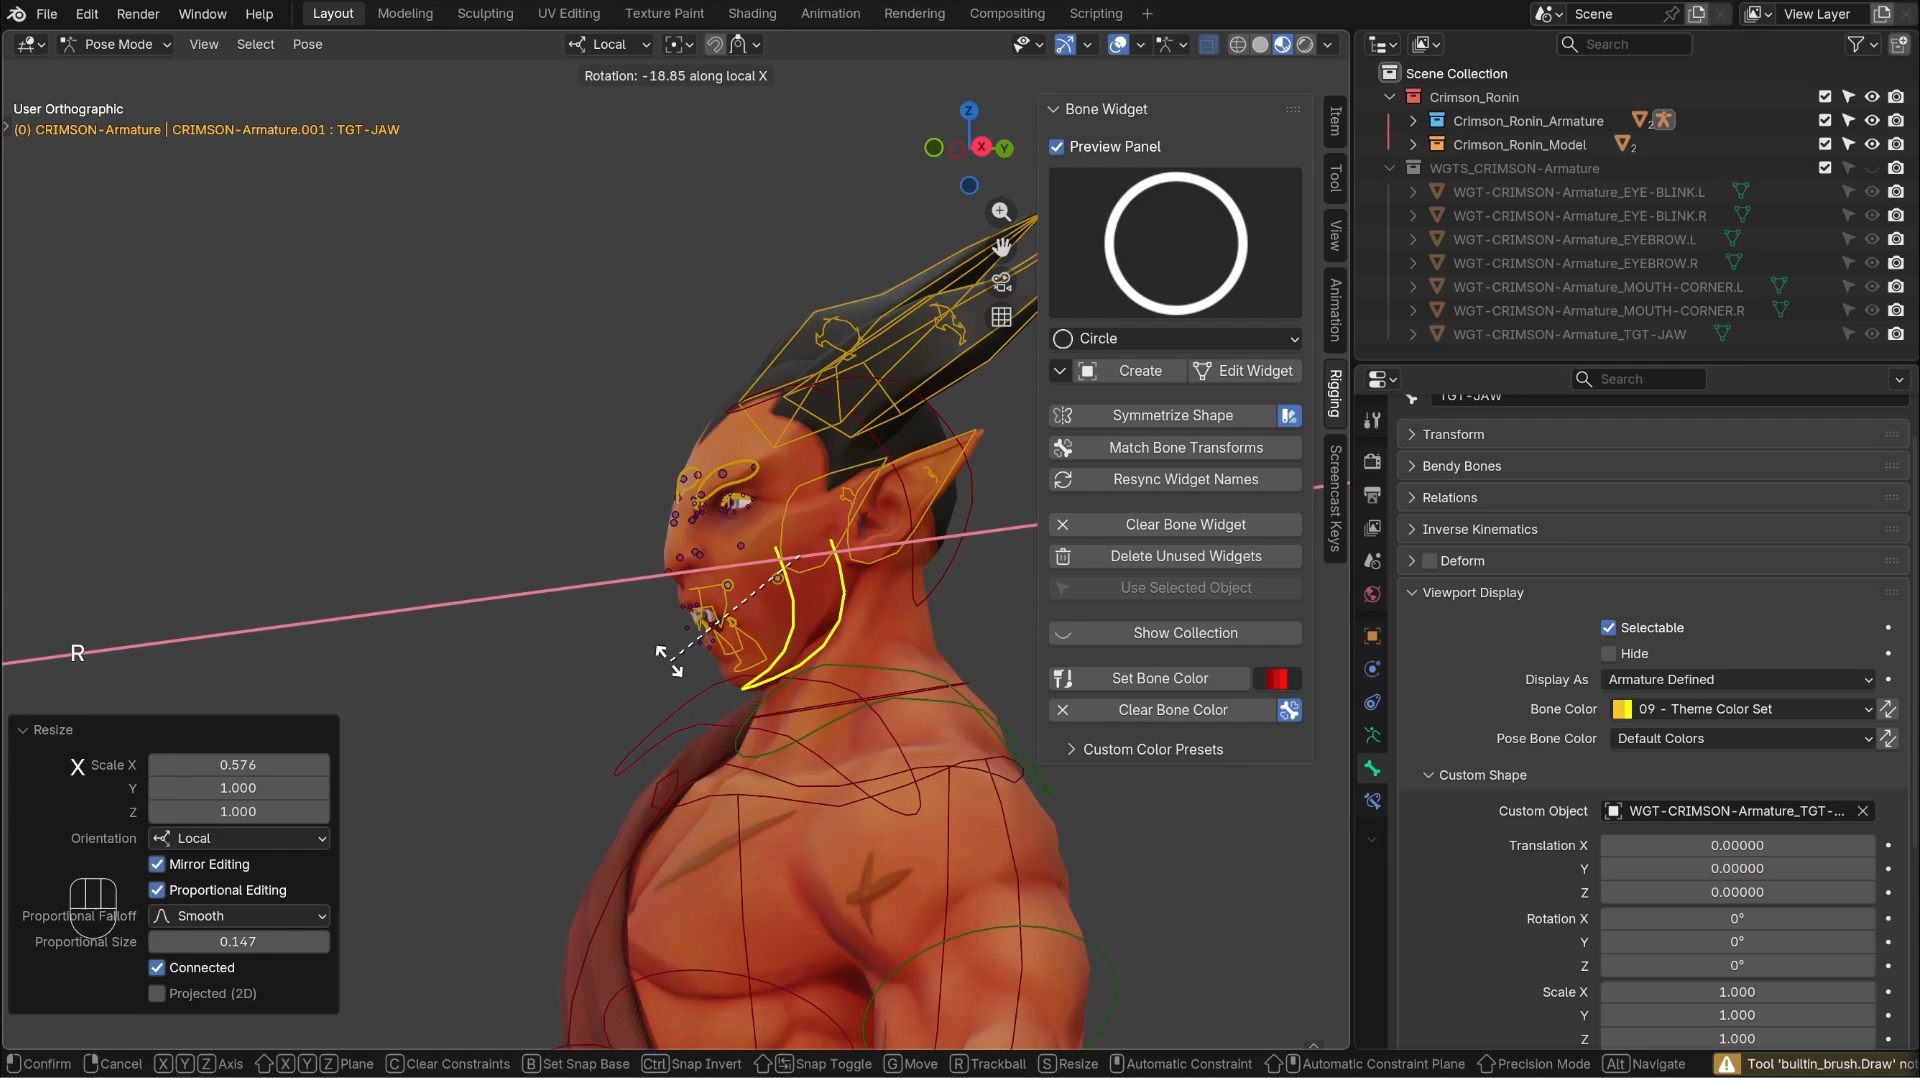 File Edit Render Window Help Layout Modeling Sculpting UV Editing Texture Paint Shading Animation Rendering Compositing Scripting + Scene View Layer
Pose Mode View Select Pose Local Search
Rotation: -18.85 along local X
User Orthographic
(0) CRIMSON-Armature | CRIMSON-Armature.001 : TGT-JAW
Z
X
Y
R
Bone Widget
Preview Panel
Circle
Create Edit Widget
Symmetrize Shape
Match Bone Transforms
Resync Widget Names
Clear Bone Widget
Delete Unused Widgets
Use Selected Object
Show Collection
Set Bone Color
Clear Bone Color
Custom Color Presets
Item
Tool
View
Animation
Rigging
Screencast Keys
Scene Collection
Crimson_Ronin
Crimson_Ronin_Armature 2
Crimson_Ronin_Model 2
WGTS_CRIMSON-Armature
WGT-CRIMSON-Armature_EYE-BLINK.L
WGT-CRIMSON-Armature_EYE-BLINK.R
WGT-CRIMSON-Armature_EYEBROW.L
WGT-CRIMSON-Armature_EYEBROW.R
WGT-CRIMSON-Armature_MOUTH-CORNER.L
WGT-CRIMSON-Armature_MOUTH-CORNER.R
WGT-CRIMSON-Armature_TGT-JAW
Search
TGT-JAW
Transform
Bendy Bones
Relations
Inverse Kinematics
Deform
Viewport Display
Selectable
Hide
Display As Armature Defined
Bone Color 09 - Theme Color Set
Pose Bone Color Default Colors
Custom Shape
Custom Object WGT-CRIMSON-Armature_TGT-...
Translation X 0.00000
Y 0.00000
Z 0.00000
Rotation X 0°
Y 0°
Z 0°
Scale X 1.000
Y 1.000
Z 1.000
Resize
X Scale X 0.576
Y 1.000
Z 1.000
Orientation Local
Mirror Editing
Proportional Editing
Proportional Falloff Smooth
Proportional Size 0.147
Connected
Projected (2D)
Confirm Cancel X Y Z Axis X Y Z Plane C Clear Constraints B Set Snap Base Ctrl Snap Invert Snap Toggle G Move R Trackball S Resize Automatic Constraint Automatic Constraint Plane Precision Mode Alt Navigate Tool 'builtin_brush.Draw' not